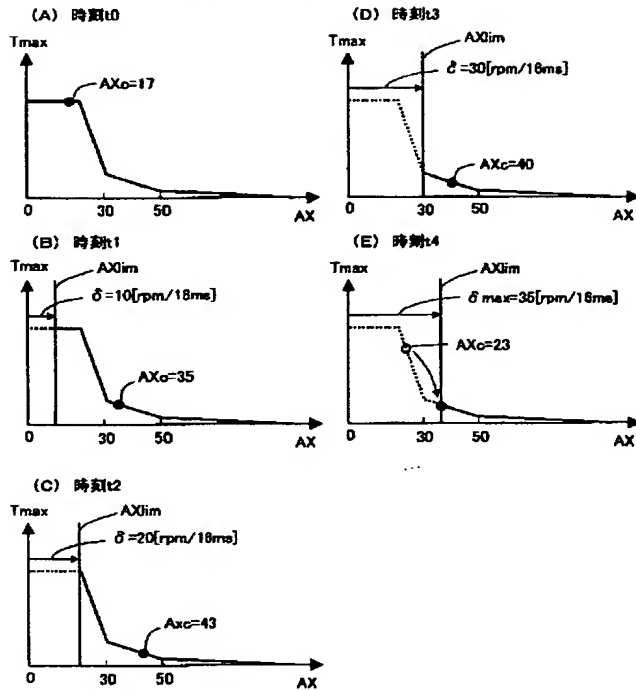 (A) 時刻t0
Tmax
AXc=17
0
30
50
AX
(B) 時刻t1
Tmax
AXlim
δ=10[rpm/16ms]
AXc=35
0
30
50
AX
(C) 時刻t2
Tmax
AXlim
δ=20[rpm/16ms]
Axc=43
0
30
50
AX
(D) 時刻t3
Tmax
AXlim
δ=30[rpm/16ms]
AXc=40
0
30
50
AX
(E) 時刻t4
Tmax
AXlim
δmax=35[rpm/16ms]
AXc=23
0
30
50
AX
...